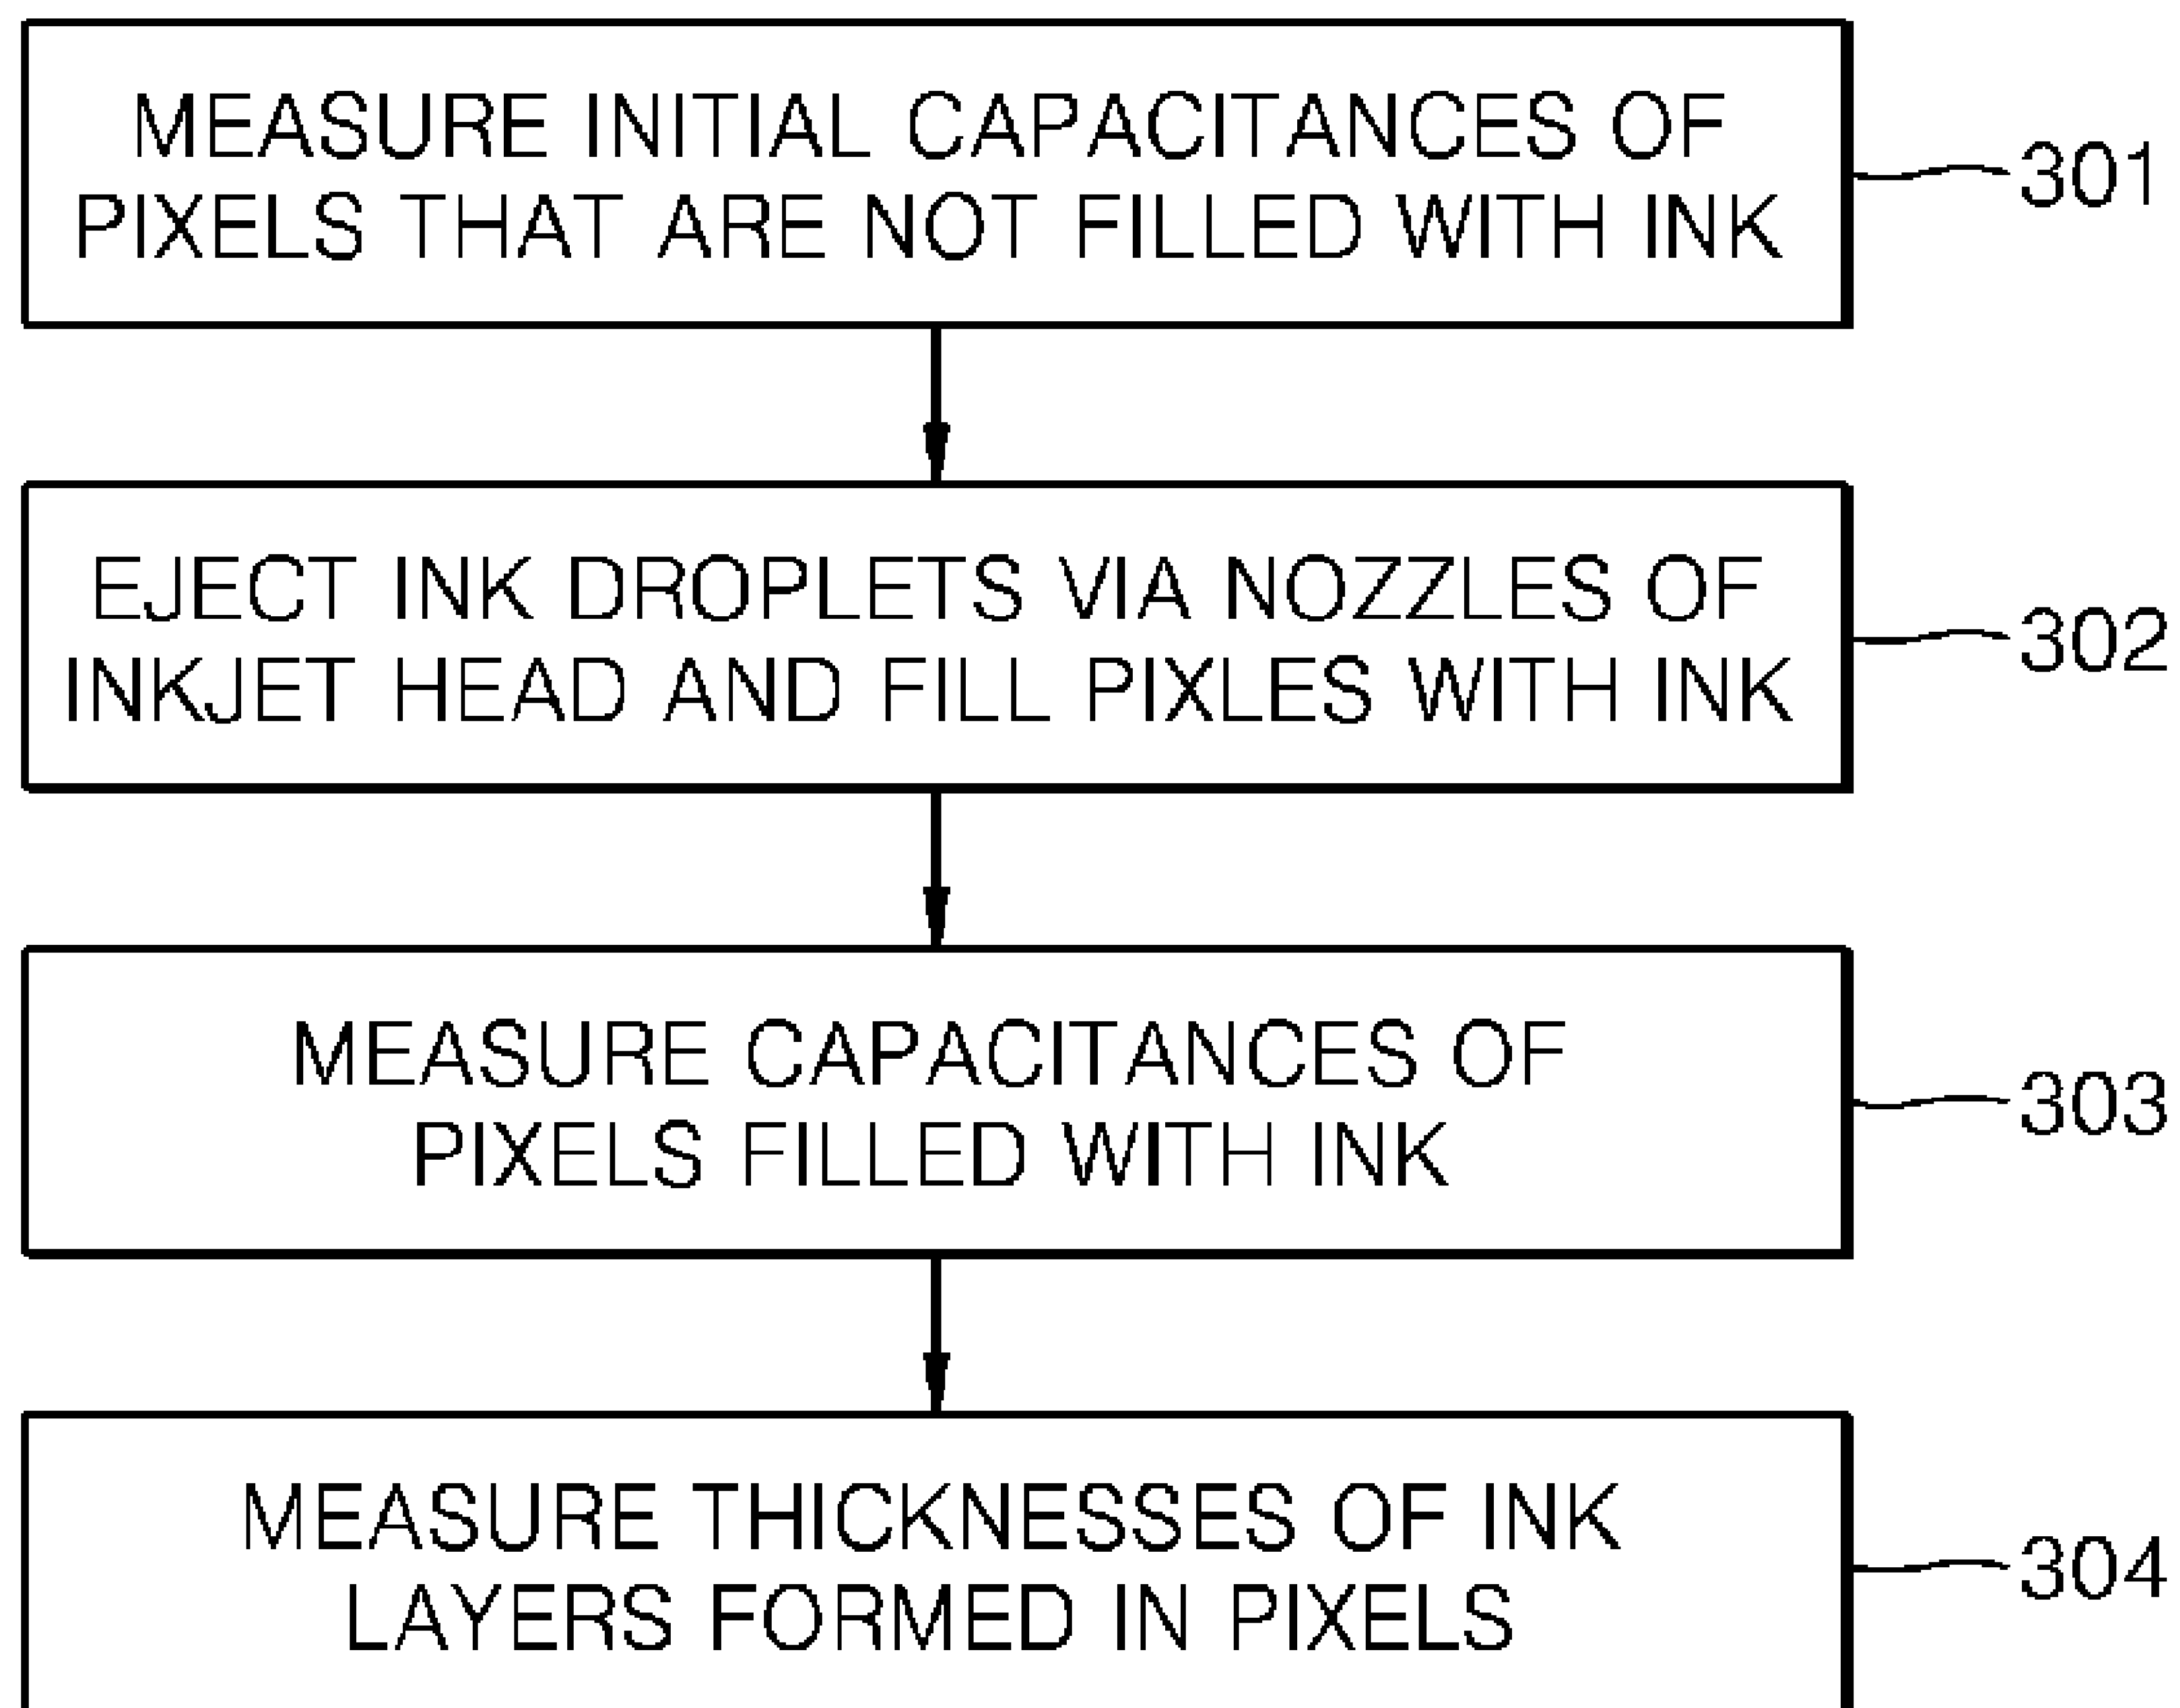 MEASURE INITIAL CAPACITANCES OF
PIXELS THAT ARE NOT FILLED WITH INK
301
EJECT INK DROPLETS VIA NOZZLES OF
INKJET HEAD AND FILL PIXLES WITH INK
302
MEASURE CAPACITANCES OF
PIXELS FILLED WITH INK
303
MEASURE THICKNESSES OF INK
LAYERS FORMED IN PIXELS
304